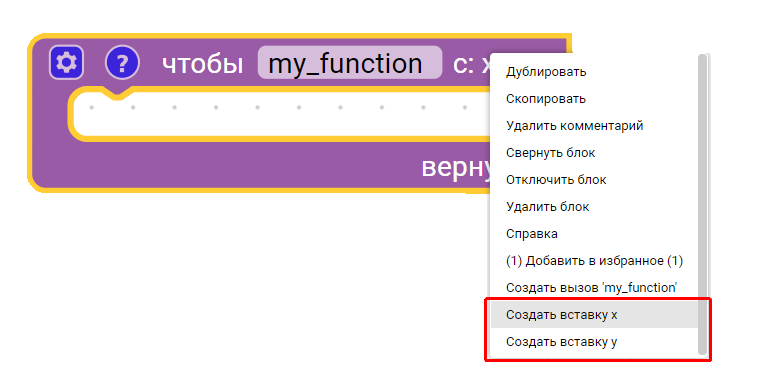 ? чтобы my_function с: x
верну
Дублировать
Скопировать
Удалить комментарий
Свернуть блок
Отключить блок
Удалить блок
Справка
(1) Добавить в избранное (1)
Создать вызов 'my_function'
Создать вставку x
Создать вставку y